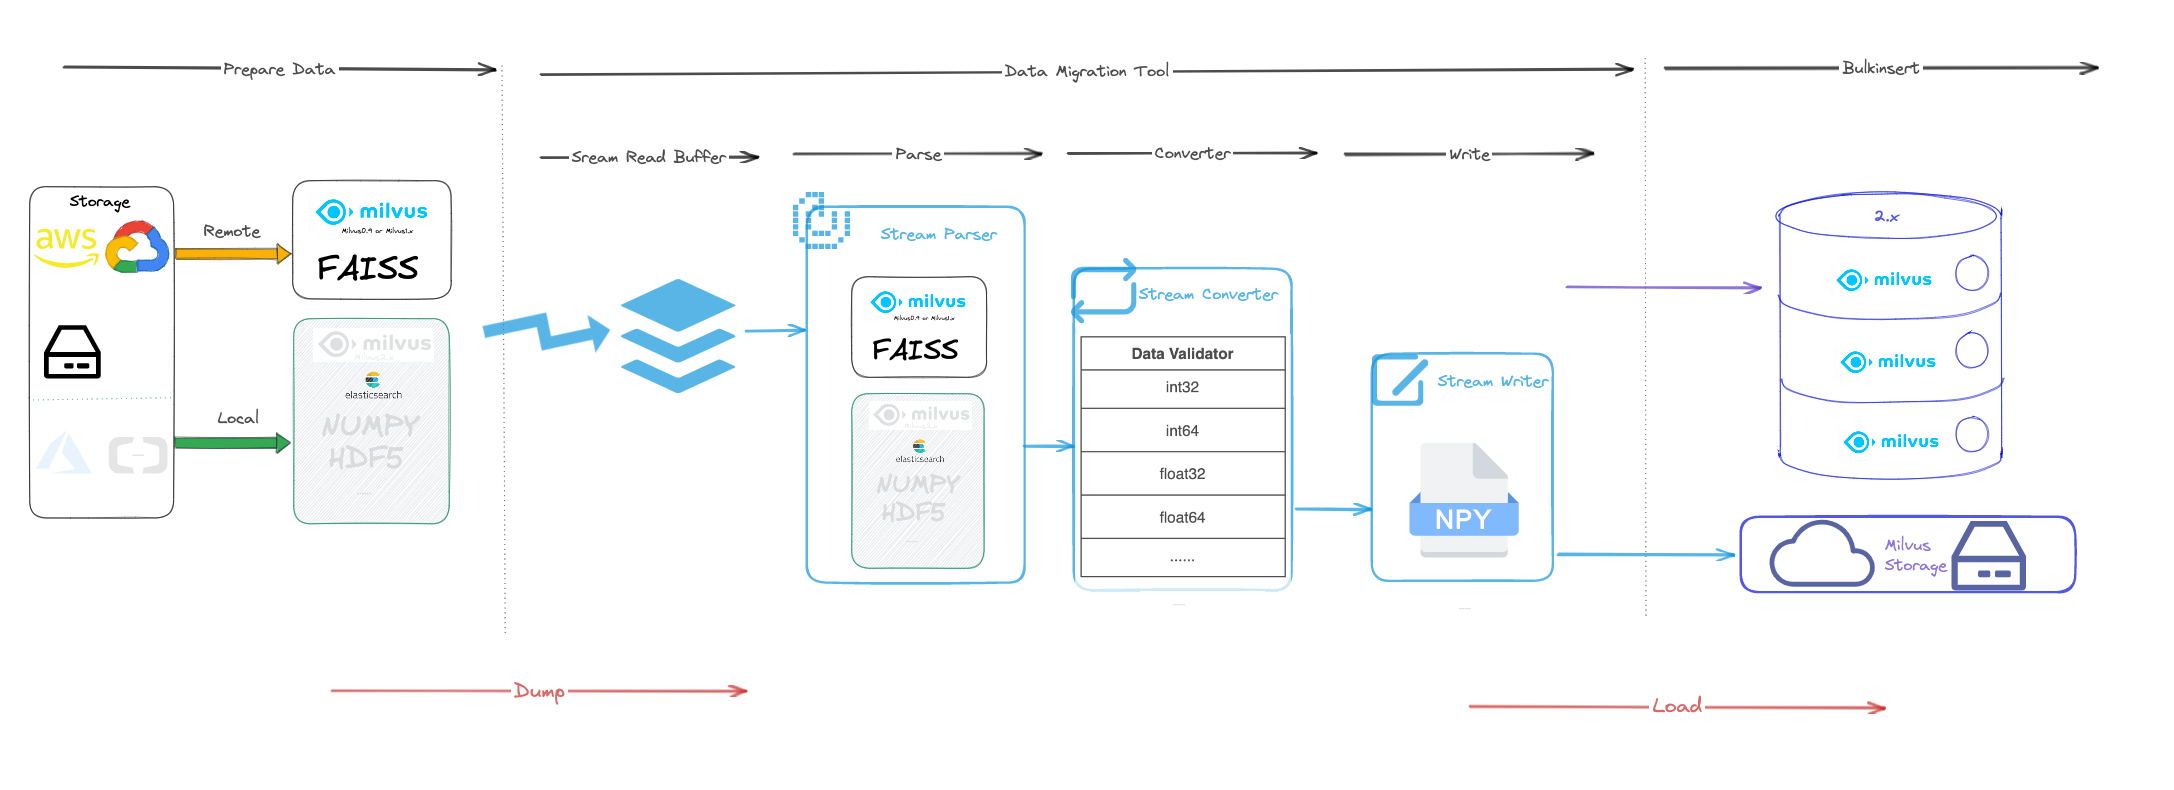 Prepare Data
Data Migration Tool
Bulkinsert
Sream Read Buffer
Parse
Converter
Write
Storage
aws
Remote
Local
milvus
Milvus0.9 or Milvus1.x
FAISS
milvus
Milvus2.x
elasticsearch
NUMPY
HDF5
......
Stream Parser
milvus
Milvus0.9 or Milvus1.x
FAISS
milvus
Milvus2.x
elasticsearch
NUMPY
HDF5
Stream Converter
Data Validator
int32
int64
float32
float64
......
Stream Writer
NPY
2.x
milvus
milvus
milvus
Milvus
Storage
Dump
Load